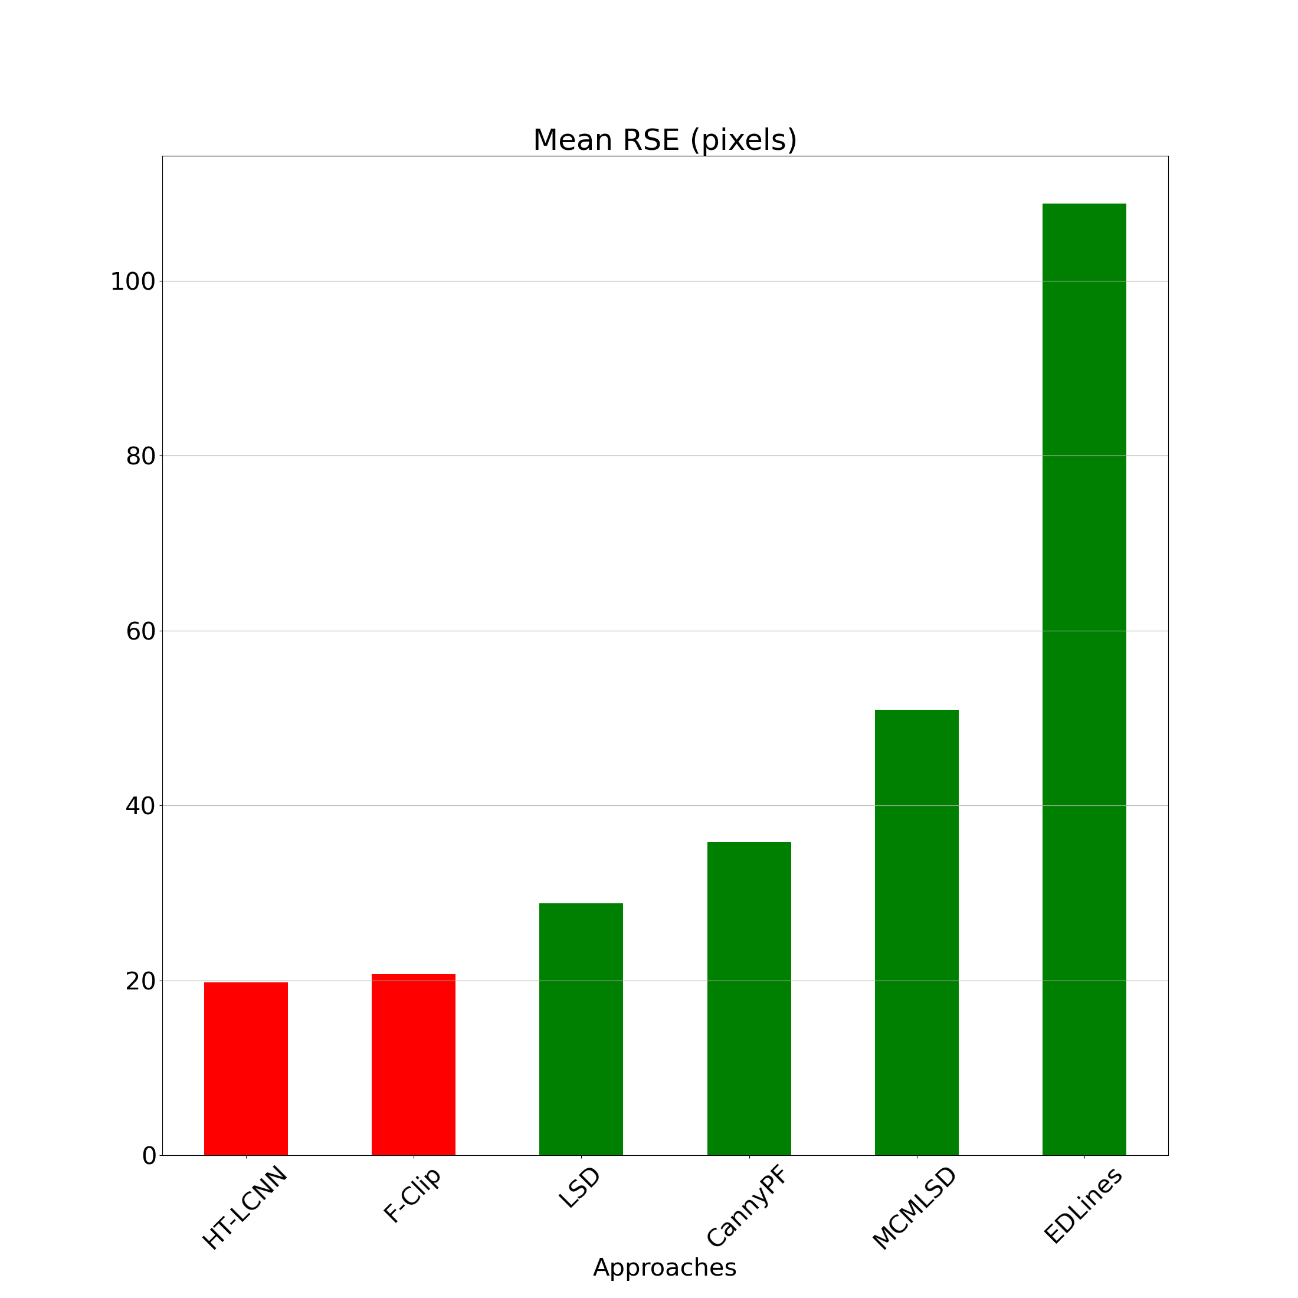 Mean RSE (pixels)
100
80
60
40
20
0
HT-LCNN
F-Clip
LSD
CannyPF
MCMLSD
EDLines
Approaches